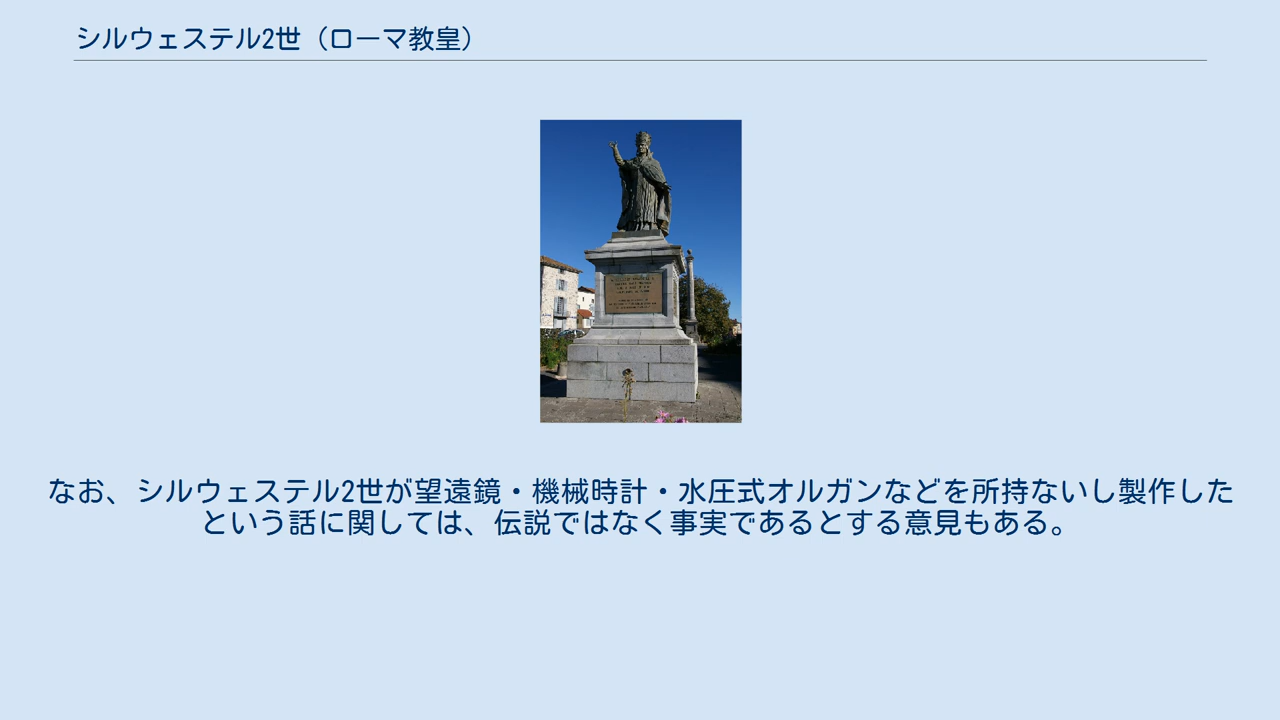 シルウェステル2世（ローマ教皇）
なお、シルウェステル2世が望遠鏡・機械時計・水圧式オルガンなどを所持ないし製作した
という話に関しては、伝説ではなく事実であるとする意見もある。